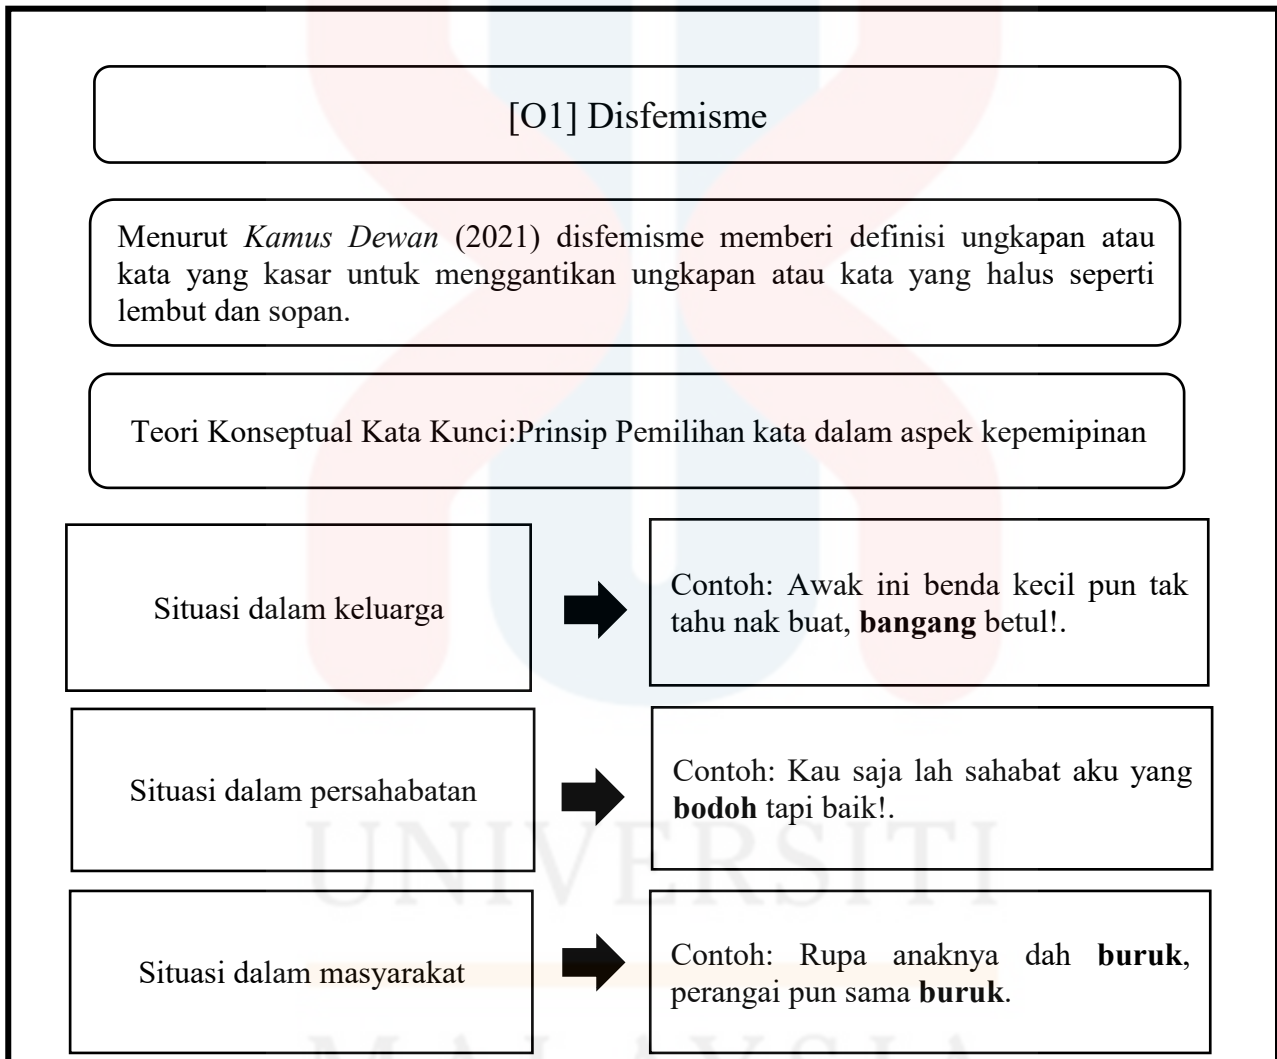 [O1] Disfemisme
Menurut Kamus Dewan (2021) disfemisme memberi definisi ungkapan atau
kata yang kasar untuk menggantikan ungkapan atau kata yang halus seperti
lembut dan sopan.
Teori Konseptual Kata Kunci:Prinsip Pemilihan kata dalam aspek kepemipinan
Situasi dalam keluarga
Contoh: Awak ini benda kecil pun tak
tahu nak buat, bangang betul!.
Situasi dalam persahabatan
Contoh: Kau saja lah sahabat aku yang
bodoh tapi baik!.
UNIVERSITI
Situasi dalam masyarakat
Contoh: Rupa anaknya dah buruk,
perangai pun sama buruk.
MALAYSIA